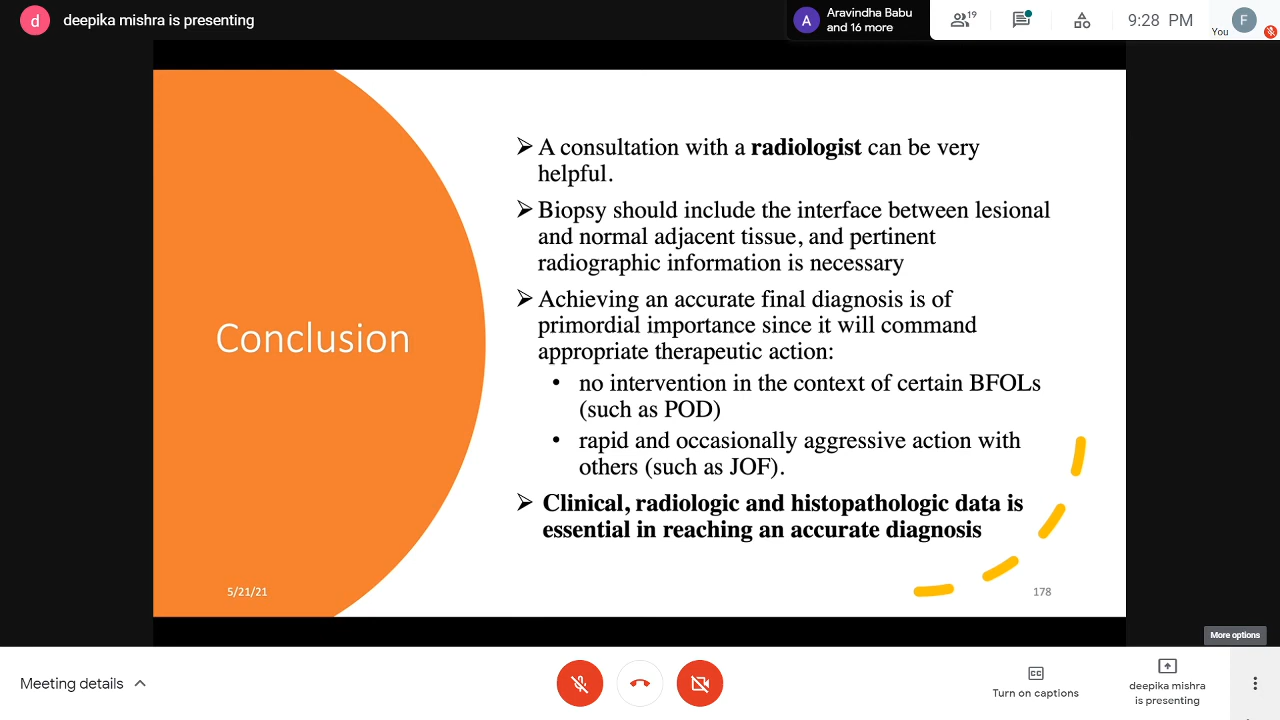 d deepika mishra is presenting
A Aravindha Babu
and 16 more
19
9:28 PM
You
F
Conclusion
➢ A consultation with a radiologist can be very
helpful.
➢ Biopsy should include the interface between lesional
and normal adjacent tissue, and pertinent
radiographic information is necessary
➢ Achieving an accurate final diagnosis is of
primordial importance since it will command
appropriate therapeutic action:
• no intervention in the context of certain BFOLs
(such as POD)
• rapid and occasionally aggressive action with
others (such as JOF).
➢ Clinical, radiologic and histopathologic data is
essential in reaching an accurate diagnosis
5/21/21
178
More options
Meeting details
CC
Turn on captions
deepika mishra
is presenting